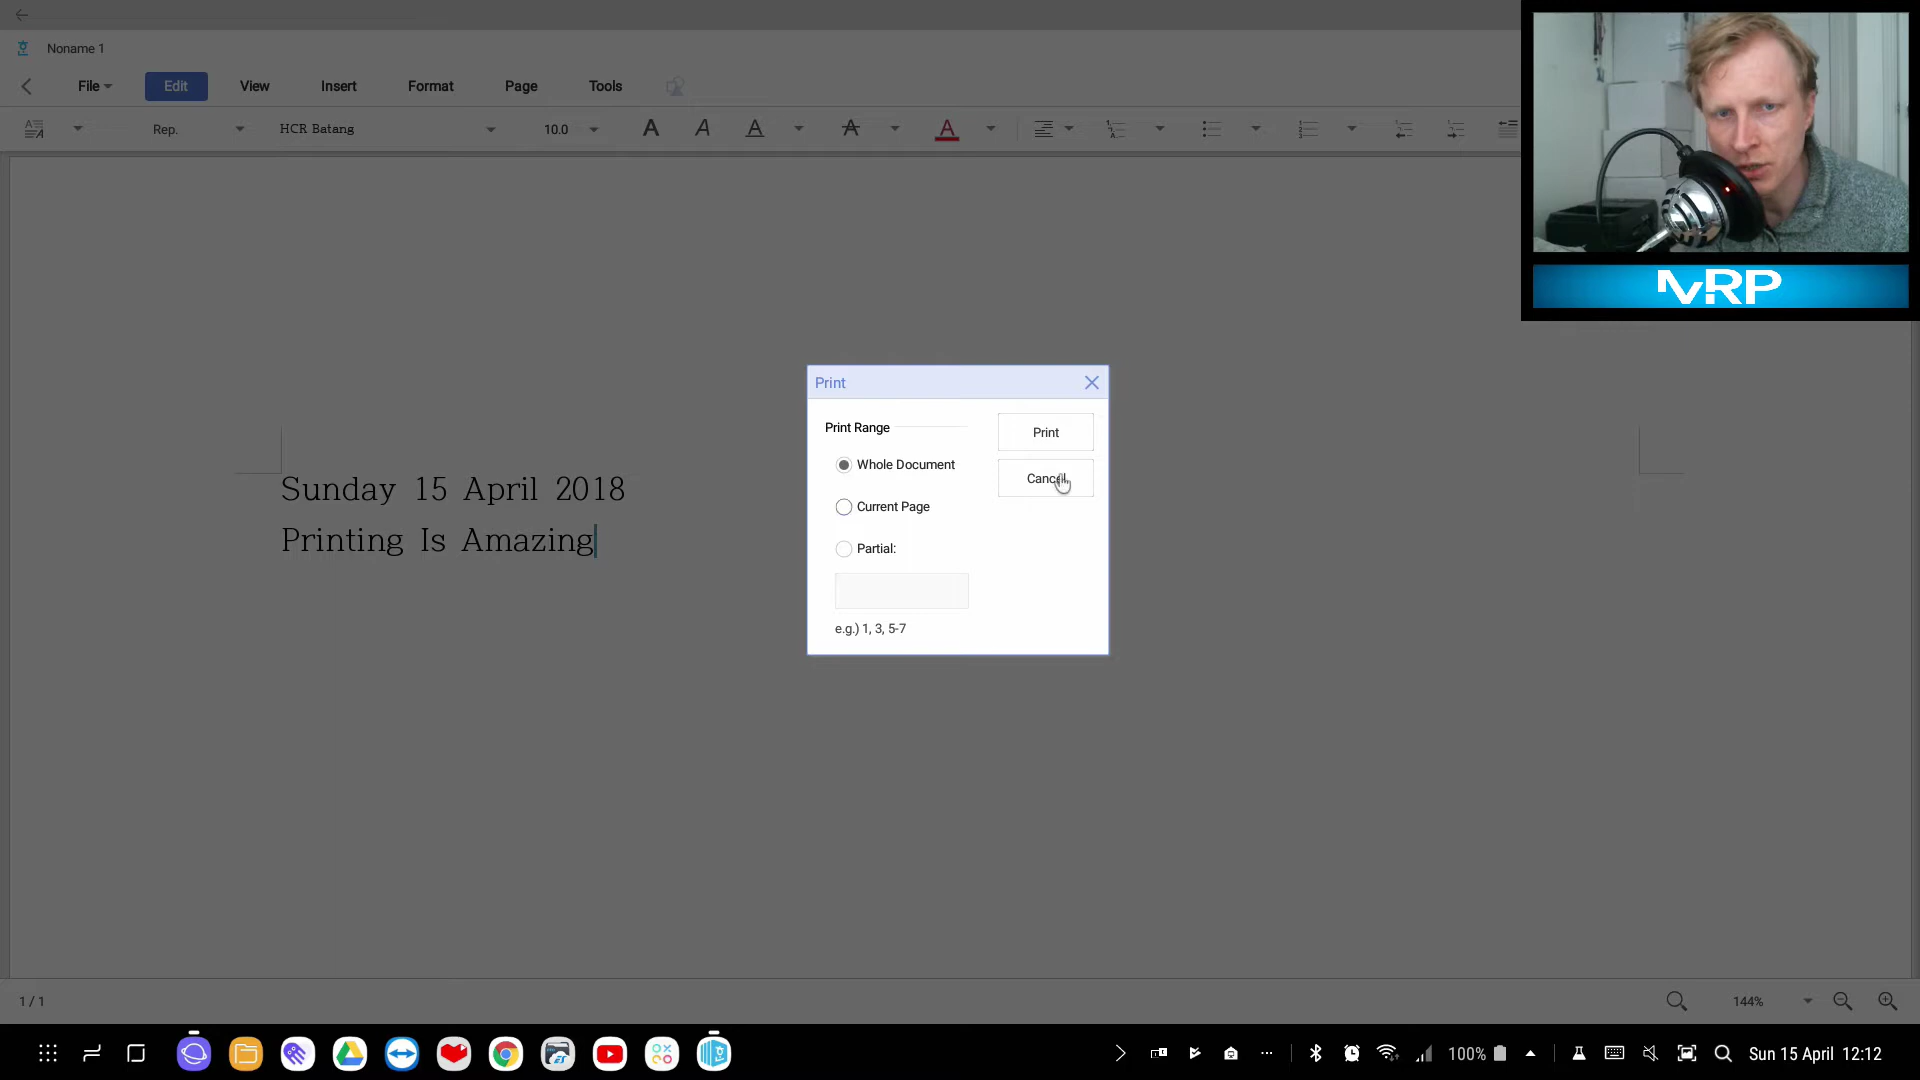 Noname 1
File Edit View Insert Format Page Tools
Rep. HCR Batang 10.0 A A A A A
MVRP
Print
Print Range
Print
Whole Document
Cancel
Current Page
Partial:
e.g.) 1, 3, 5-7
Sunday 15 April 2018
Printing Is Amazing
1 / 1
144%
100%
Sun 15 April 12:12